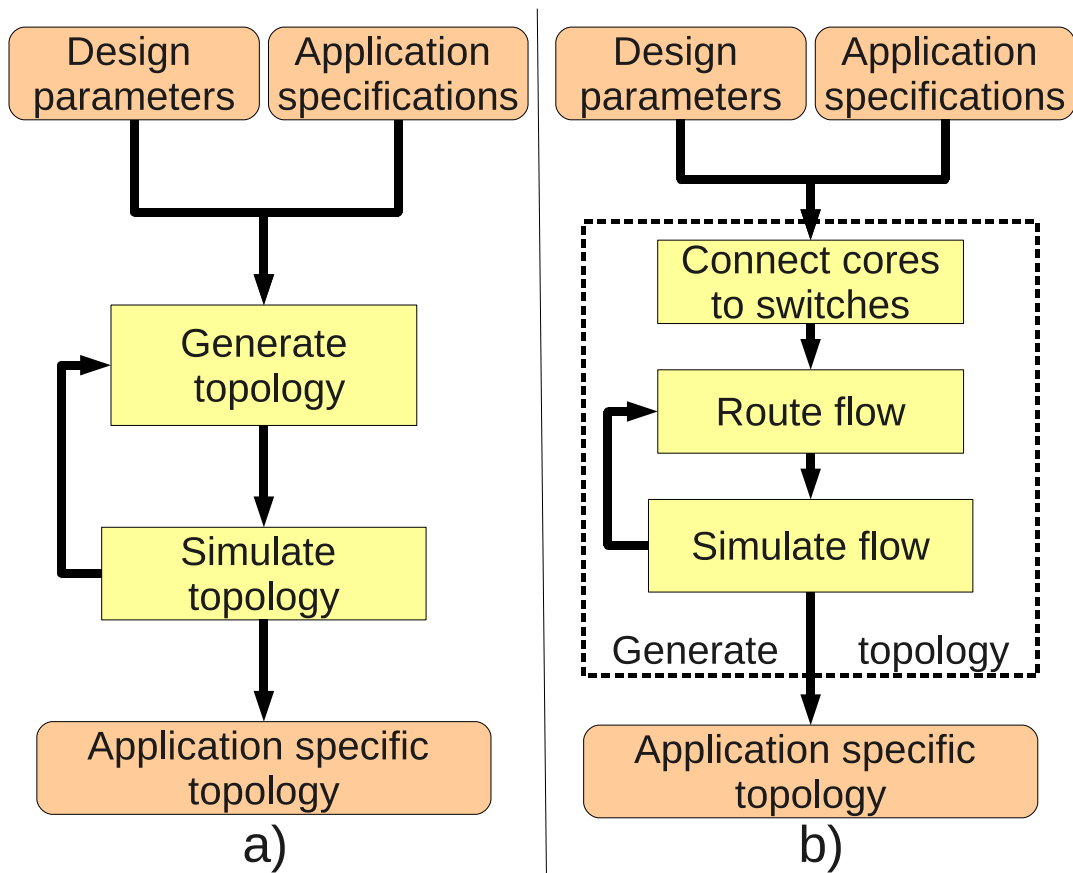 Design
parameters
Application
specifications
Generate
topology
Simulate
topology
Application specific
topology
a)
Design
parameters
Application
specifications
Connect cores
to switches
Route flow
Simulate flow
Generate topology
Application specific
topology
b)